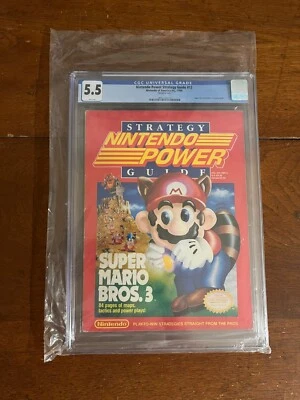 CGC UNIVERSAL GRADE
5.5
Nintendo Power Strategy Guide #13
STRATEGY
NINTENDO
POWER
GUIDE
SUPER
MARIO
BROS. 3
84 pages of maps,
tactics and power plays!
Nintendo
PLAYERS WIN STRATEGIES STRAIGHT FROM THE PROS